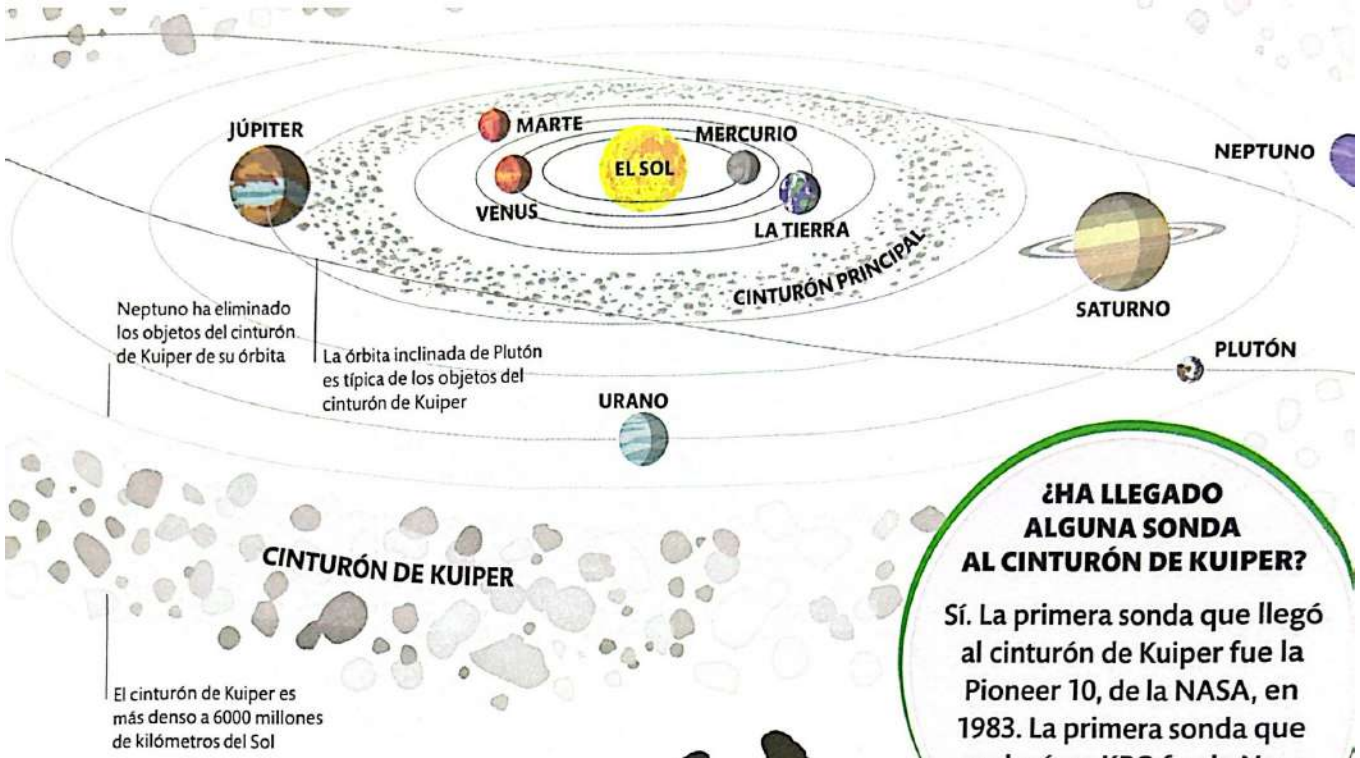 JÚPITER
MARTE
MERCURIO
EL SOL
NEPTUNO
VENUS
LA TIERRA
CINTURÓN PRINCIPAL
SATURNO
Neptuno ha eliminado
los objetos del cinturón
de Kuiper de su órbita
La órbita inclinada de Plutón
es típica de los objetos del
cinturón de Kuiper
PLUTÓN
URANO
CINTURÓN DE KUIPER
El cinturón de Kuiper es
más denso a 6000 millones
de kilómetros del Sol
¿HA LLEGADO
ALGUNA SONDA
AL CINTURÓN DE KUIPER?
Sí. La primera sonda que llegó
al cinturón de Kuiper fue la
Pioneer 10, de la NASA, en
1983. La primera sonda que
KBO fue la New